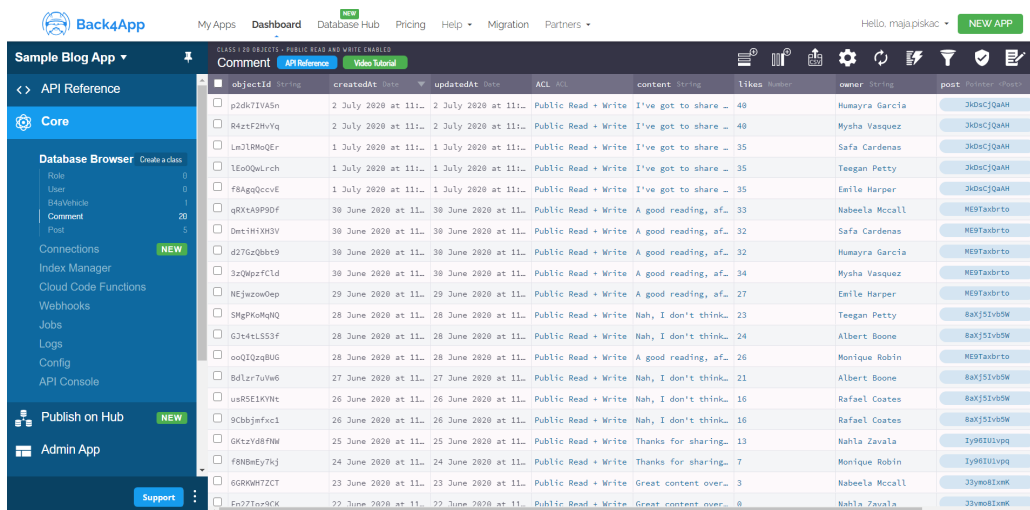 Back4App
My Apps Dashboard NEW Database Hub Pricing Help Migration Partners Hello, maja.piskac NEW APP
Sample Blog App
CLASS | 20 OBJECTS • PUBLIC READ AND WRITE ENABLED
Comment API Reference Video Tutorial CSV
API Reference
Core
Database Browser Create a class
Role 0
User 0
B4aVehicle 1
Comment 20
Post 5
Connections NEW
Index Manager
Cloud Code Functions
Webhooks
Jobs
Logs
Config
API Console
Publish on Hub NEW
Admin App
Support
objectId String createdAt Date updatedAt Date ACL ACL content String likes Number owner String post Pointer <Post>
p2dk7IVA5n 2 July 2020 at 11:… 2 July 2020 at 11:… Public Read + Write I've got to share … 40 Humayra Garcia JkDsCjQaAH
R4ztF2HvYq 2 July 2020 at 11:… 2 July 2020 at 11:… Public Read + Write I've got to share … 40 Mysha Vasquez JkDsCjQaAH
LmJlRMoQEr 1 July 2020 at 11:… 1 July 2020 at 11:… Public Read + Write I've got to share … 35 Safa Cardenas JkDsCjQaAH
lEoOQwLrch 1 July 2020 at 11:… 1 July 2020 at 11:… Public Read + Write I've got to share … 35 Teegan Petty JkDsCjQaAH
f8AgqQccvE 1 July 2020 at 11:… 1 July 2020 at 11:… Public Read + Write I've got to share … 35 Emile Harper JkDsCjQaAH
qRXtA9P9Df 30 June 2020 at 11… 30 June 2020 at 11… Public Read + Write A good reading, af… 33 Nabeela Mccall ME9Taxbrto
DmtiHiXH3V 30 June 2020 at 11… 30 June 2020 at 11… Public Read + Write A good reading, af… 32 Safa Cardenas ME9Taxbrto
d27GzQbbt9 30 June 2020 at 11… 30 June 2020 at 11… Public Read + Write A good reading, af… 32 Humayra Garcia ME9Taxbrto
3zQWpzfCld 30 June 2020 at 11… 30 June 2020 at 11… Public Read + Write A good reading, af… 34 Mysha Vasquez ME9Taxbrto
NEjwzowOep 29 June 2020 at 11… 29 June 2020 at 11… Public Read + Write A good reading, af… 27 Emile Harper ME9Taxbrto
5MgPKoMqNQ 28 June 2020 at 11… 28 June 2020 at 11… Public Read + Write Nah, I don't think… 23 Teegan Petty 8aXj5Ivb5W
GJt4tLS53f 28 June 2020 at 11… 28 June 2020 at 11… Public Read + Write Nah, I don't think… 24 Albert Boone 8aXj5Ivb5W
ooQIQzqBUG 28 June 2020 at 11… 28 June 2020 at 11… Public Read + Write A good reading, af… 26 Monique Robin ME9Taxbrto
Bdlzr7uVw6 27 June 2020 at 11… 27 June 2020 at 11… Public Read + Write Nah, I don't think… 21 Albert Boone 8aXj5Ivb5W
usR5E1KYNt 26 June 2020 at 11… 26 June 2020 at 11… Public Read + Write Nah, I don't think… 16 Rafael Coates 8aXj5Ivb5W
9Cbbjmfxc1 26 June 2020 at 11… 26 June 2020 at 11… Public Read + Write Nah, I don't think… 16 Rafael Coates 8aXj5Ivb5W
GKtzYd8fNW 25 June 2020 at 11… 25 June 2020 at 11… Public Read + Write Thanks for sharing… 13 Nahla Zavala Iy96IUivpq
f8NBmEy7kj 24 June 2020 at 11… 24 June 2020 at 11… Public Read + Write Thanks for sharing… 7 Monique Robin Iy96IUivpq
6GRKWH7ZCT 23 June 2020 at 11… 23 June 2020 at 11… Public Read + Write Great content over… 3 Nabeela Mccall J3ymo8IxmK
22 June 2020 at 11… 22 June 2020 at 11… Public Read + Write Great content over… 0 Nahla Zavala J3ymo8IxmK